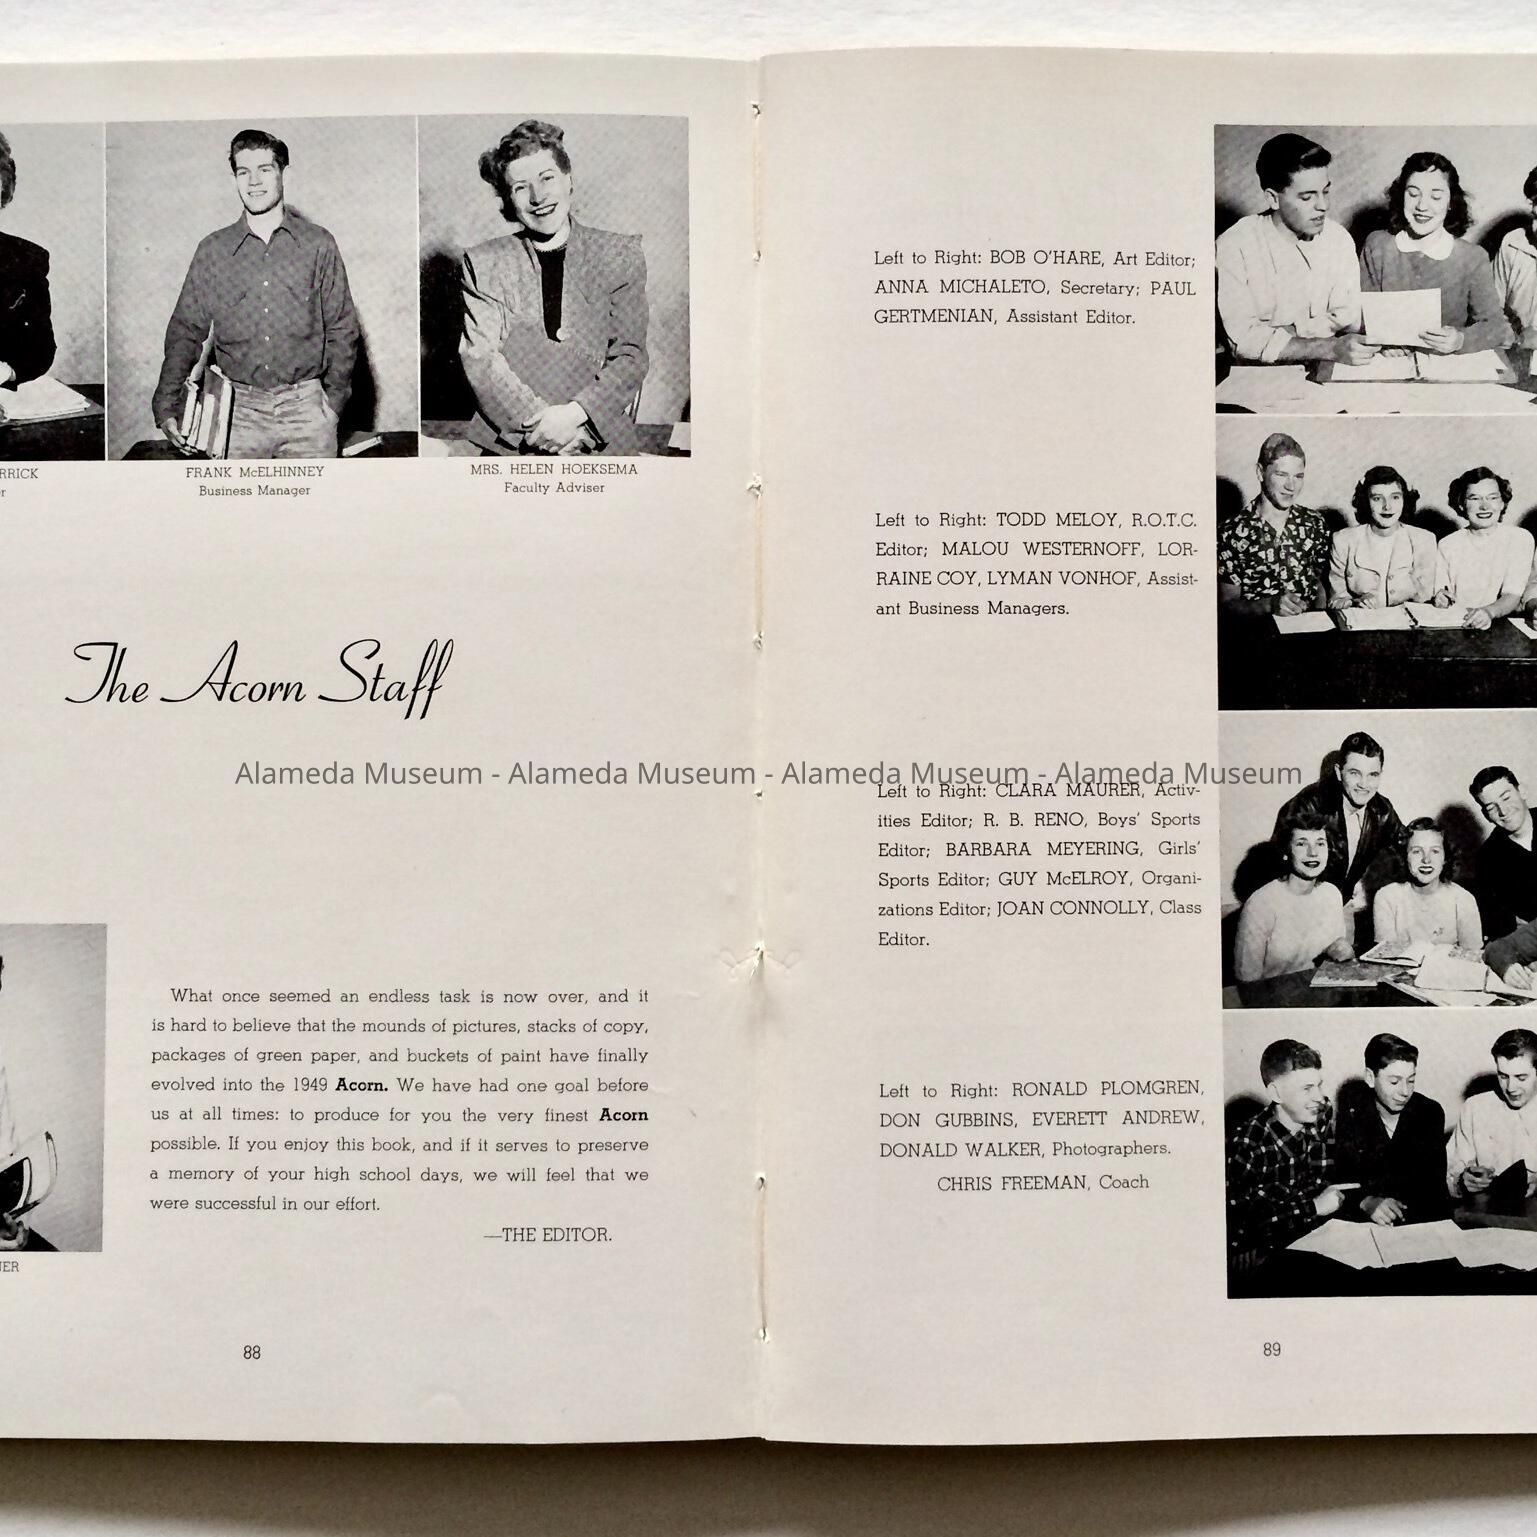 RRICK
r
FRANK McELHINNEY
Business Manager
MRS. HELEN HOEKSEMA
Faculty Adviser
The Acorn Staff
What once seemed an endless task is now over, and it
is hard to believe that the mounds of pictures, stacks of copy,
packages of green paper, and buckets of paint have finally
evolved into the 1949 Acorn. We have had one goal before
us at all times: to produce for you the very finest Acorn
possible. If you enjoy this book, and if it serves to preserve
a memory of your high school days, we will feel that we
were successful in our effort.
—THE EDITOR.
NER
88
Alameda Museum - Alameda Museum - Alameda Museum - Alameda Museum
Left to Right: BOB O'HARE, Art Editor;
ANNA MICHALETO, Secretary; PAUL
GERTMENIAN, Assistant Editor.
Left to Right: TODD MELOY, R.O.T.C.
Editor; MALOU WESTERNOFF, LOR-
RAINE COY, LYMAN VONHOF, Assist-
ant Business Managers.
Left to Right: CLARA MAURER, Activ-
ities Editor; R. B. RENO, Boys' Sports
Editor; BARBARA MEYERING, Girls'
Sports Editor; GUY McELROY, Organi-
zations Editor; JOAN CONNOLLY, Class
Editor.
Left to Right: RONALD PLOMGREN,
DON GUBBINS, EVERETT ANDREW,
DONALD WALKER, Photographers.
CHRIS FREEMAN, Coach
89